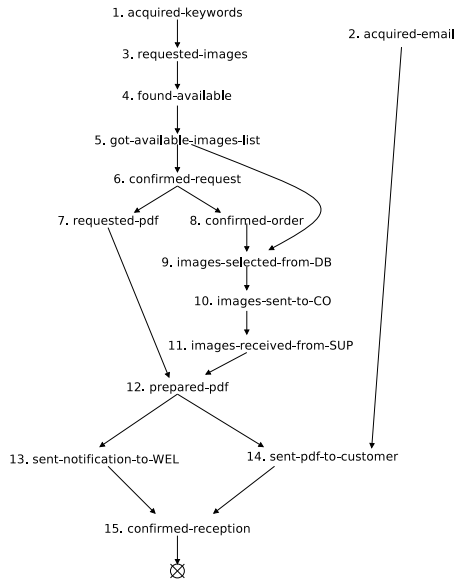 1. acquired-keywords
2. acquired-email
3. requested-images
4. found-available
5. got-available-images-list
6. confirmed-request
7. requested-pdf
8. confirmed-order
9. images-selected-from-DB
10. images-sent-to-CO
11. images-received-from-SUP
12. prepared-pdf
13. sent-notification-to-WEL
14. sent-pdf-to-customer
15. confirmed-reception